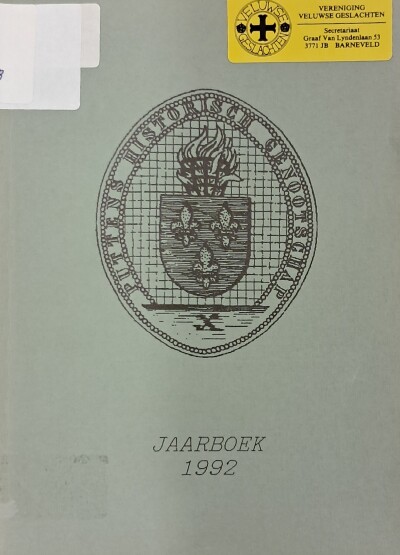 VERENIGING
VELUWSE GESLACHTEN
Secretariaat
Graaf Van Lyndenlaan 53
3771 JB BARNEVELD
VELUWSE
GESLACHTEN
PUTTENS HISTORISCH GENOOTSCHAP
JAARBOEK
1992